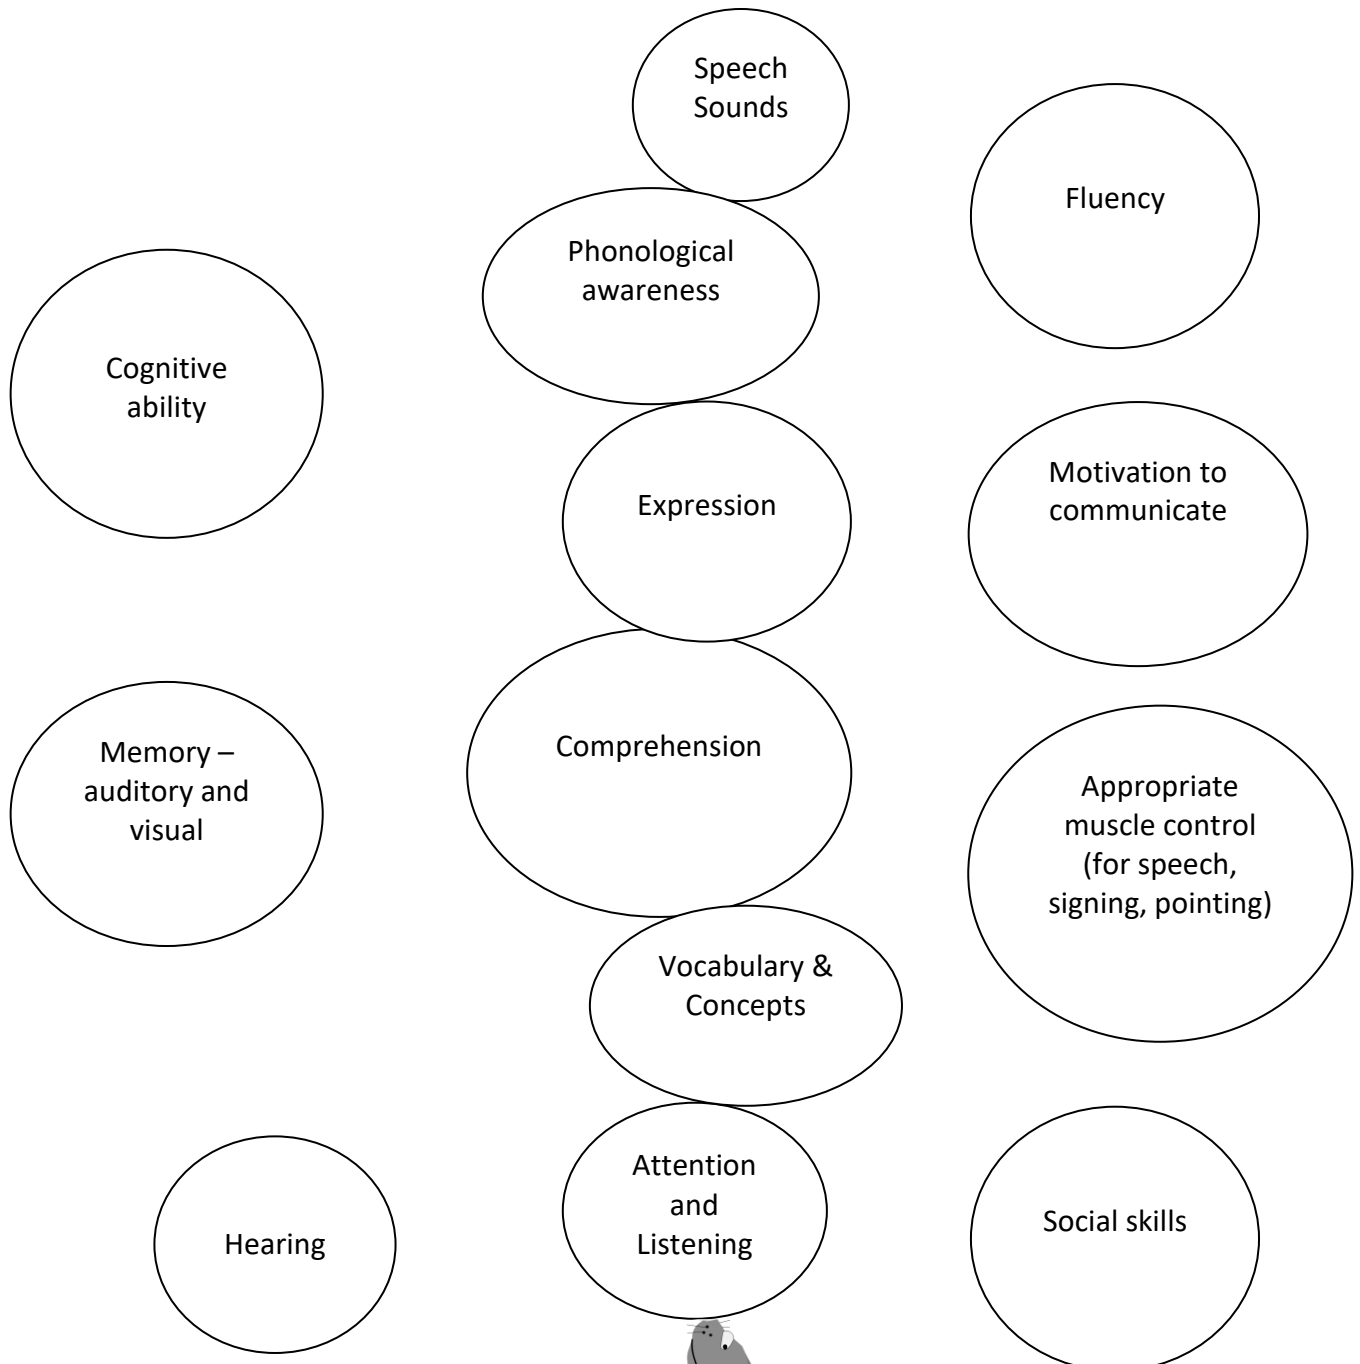 Speech
Sounds
Fluency
Phonological
awareness
Cognitive
ability
Expression
Motivation to
communicate
Comprehension
Memory –
auditory and
visual
Appropriate
muscle control
(for speech,
signing, pointing)
Vocabulary &
Concepts
Attention
and
Listening
Hearing
Social skills